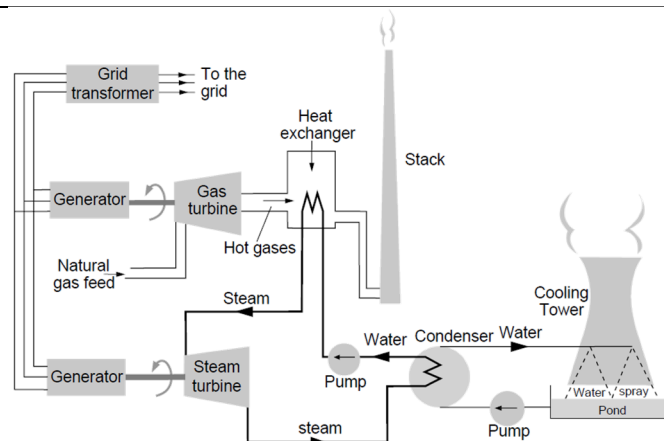 Grid
transformer
To the
grid
Heat
exchanger
Stack
Generator
Gas
turbine
Hot gases
Natural
gas feed
Steam
Cooling
Tower
Water
Condenser
Water
Generator
Steam
turbine
Pump
Water
spray
Pond
Pump
steam